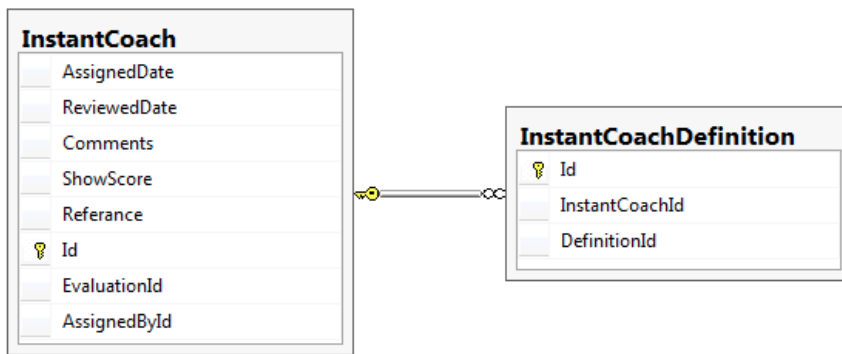 InstantCoach
AssignedDate
ReviewedDate
Comments
ShowScore
Referance
Id
EvaluationId
AssignedById
InstantCoachDefinition
Id
InstantCoachId
DefinitionId